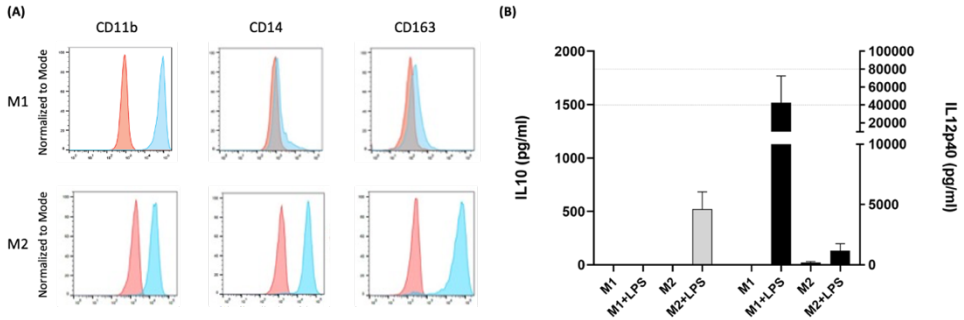 (A)
CD11b
CD14
CD163
M1
Normalized to Mode
M2
Normalized to Mode
(B)
IL10 (pg/ml)
2000
1500
1000
500
0
100000
80000
60000
40000
20000
10000
5000
0
IL12p40 (pg/ml)
M1
M1+LPS
M2
M2+LPS
M1
M1+LPS
M2
M2+LPS